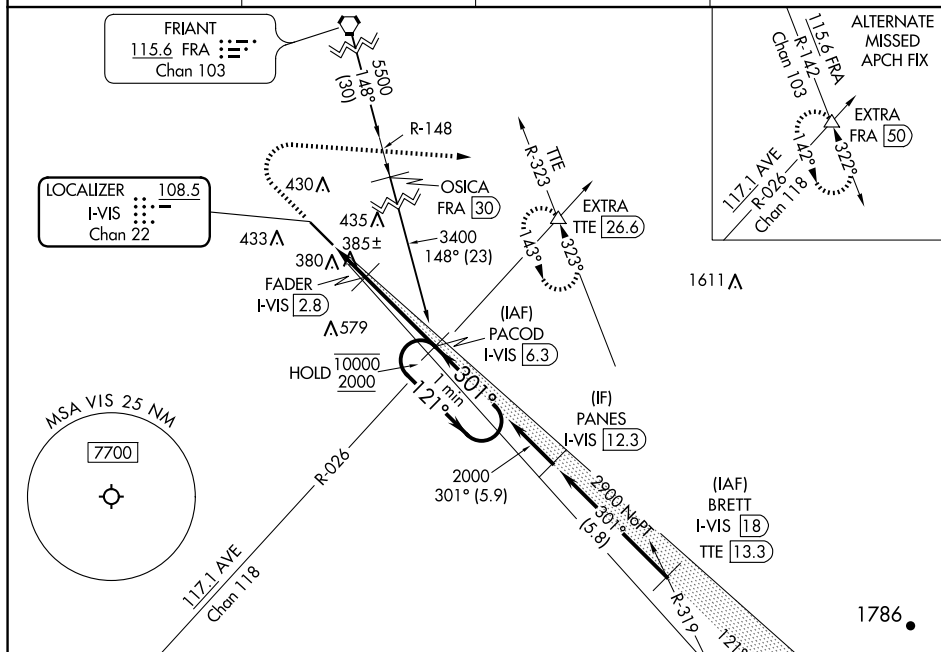 FRIANT
115.6 FRA
Chan 103
5500
148°
(30)
R-148
ALTERNATE
MISSED
APCH FIX
115.6 FRA
R-142
Chan 103
EXTRA
FRA 50
142°
322°
117.1 AVE
R-026
Chan 118
LOCALIZER 108.5
I-VIS
Chan 22
430
OSICA
FRA 30
435
433
385±
380
3400
148° (23)
TTE
R-323
EXTRA
TTE 26.6
143°
323°
FADER
I-VIS 2.8
579
1611
(IAF)
PACOD
I-VIS 6.3
HOLD 10000
2000
1 min
301°
121°
MSA VIS 25 NM
7700
(IF)
PANES
I-VIS 12.3
2000
301° (5.9)
R-026
2900 NoPT
301°
(5.8)
(IAF)
BRETT
I-VIS 18
TTE 13.3
117.1 AVE
Chan 118
R-319
121°
1786